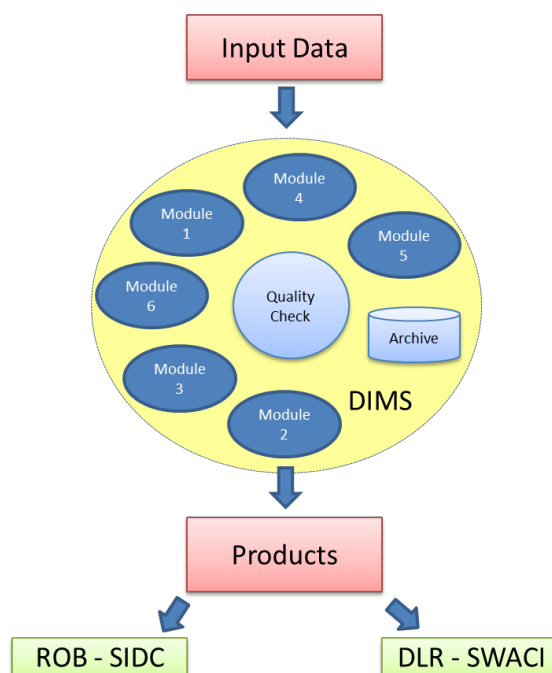 Input Data
Module
4
Module
1
Module
5
Module
6
Quality
Check
Archive
Module
3
DIMS
Module
2
Products
ROB - SIDC
DLR - SWACI